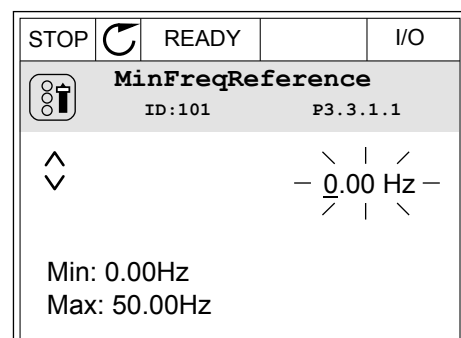 STOP READY I/O
MinFreqReference
ID:101 P3.3.1.1
0.00 Hz
Min: 0.00Hz
Max: 50.00Hz